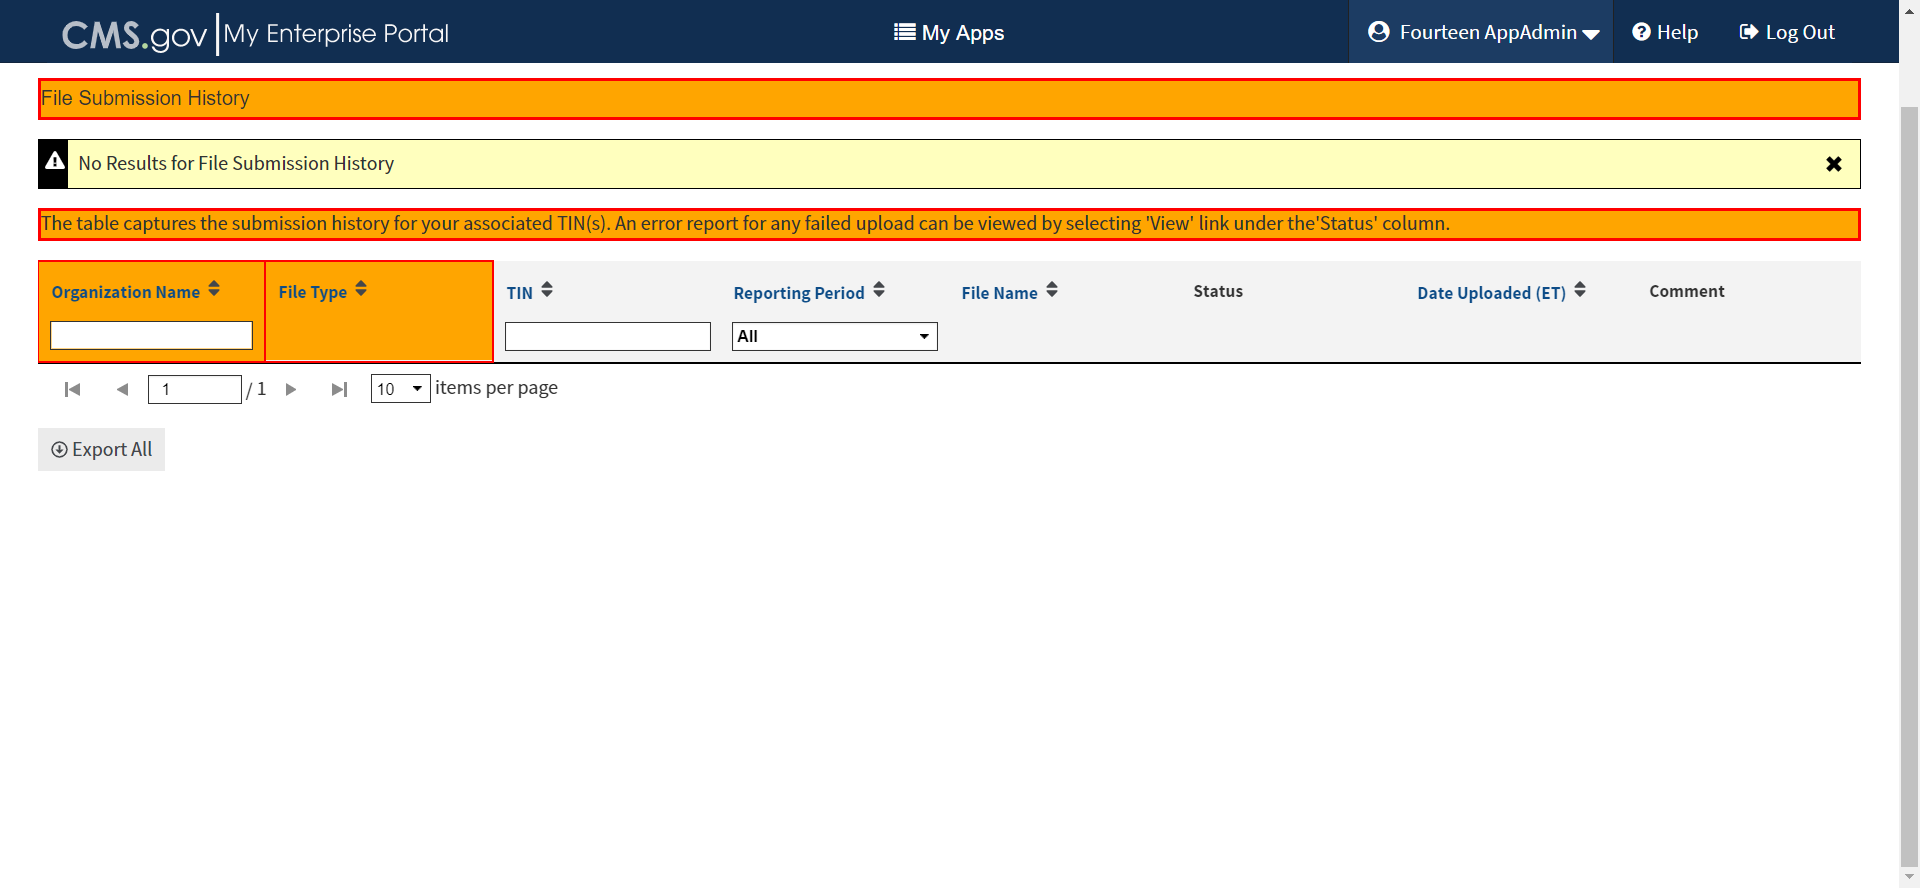 CMS.gov My Enterprise Portal My Apps Fourteen AppAdmin Help Log Out
File Submission History
No Results for File Submission History
The table captures the submission history for your associated TIN(s). An error report for any failed upload can be viewed by selecting 'View' link under the'Status' column.
Organization Name File Type TIN Reporting Period File Name Status Date Uploaded (ET) Comment
All
1 / 1 10 items per page
Export All